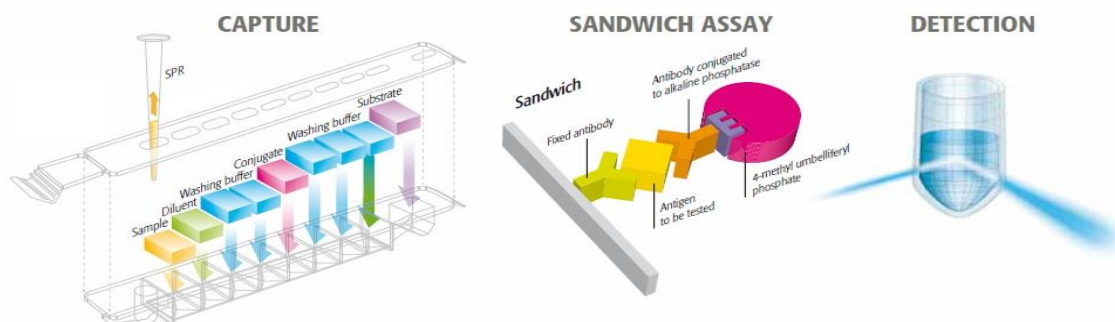 CAPTURE
SPR
Substrate
Washing buffer
Conjugate
Washing buffer
Diluent
Sample
SANDWICH ASSAY
Sandwich
Antibody conjugated
to alkaline phosphatase
Fixed antibody
4-methyl umbelliferyl
phosphate
Antigen
to be tested
DETECTION